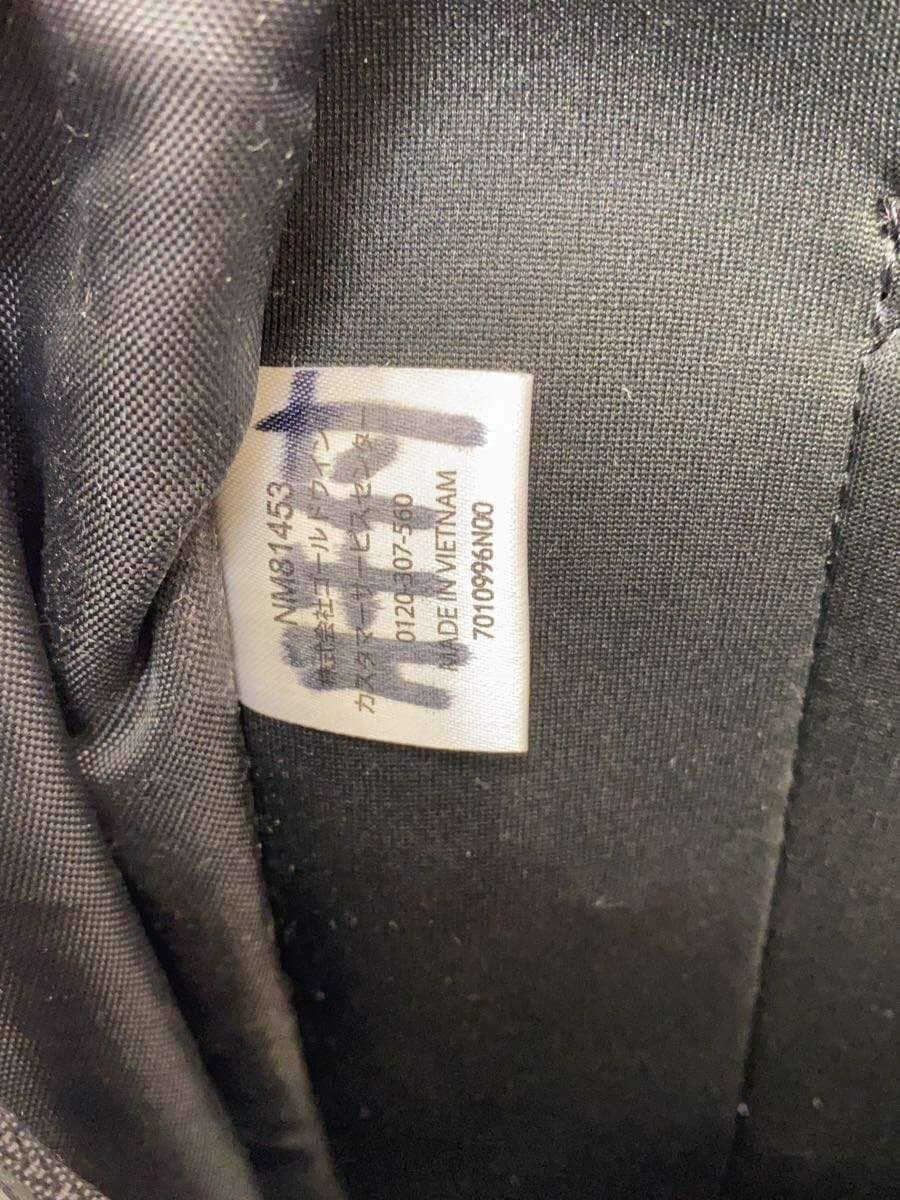 NM81453
株式会社ゴールドウイン
カスタマーサービスセンター
0120-307-560
MADE IN VIETNAM
7010996N00